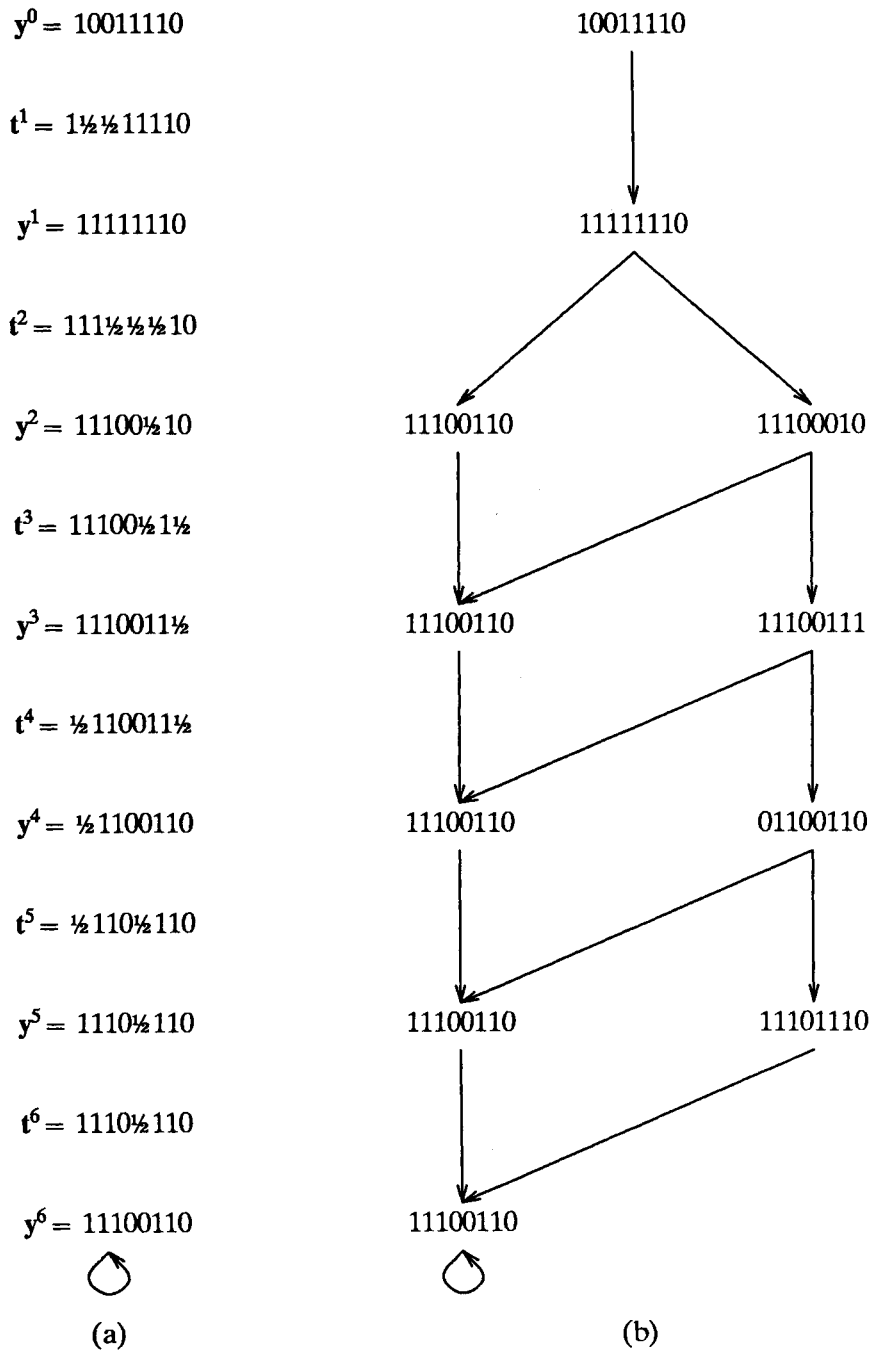 y⁰ = 10011110 10011110
t¹ = 1½½11110
y¹ = 11111110 11111110
t² = 111½½½10
y² = 11100½10 11100110 11100010
t³ = 11100½1½
y³ = 1110011½ 11100110 11100111
t⁴ = ½110011½
y⁴ = ½1100110 11100110 01100110
t⁵ = ½110½110
y⁵ = 1110½110 11100110 11101110
t⁶ = 1110½110
y⁶ = 11100110 11100110
(a) (b)